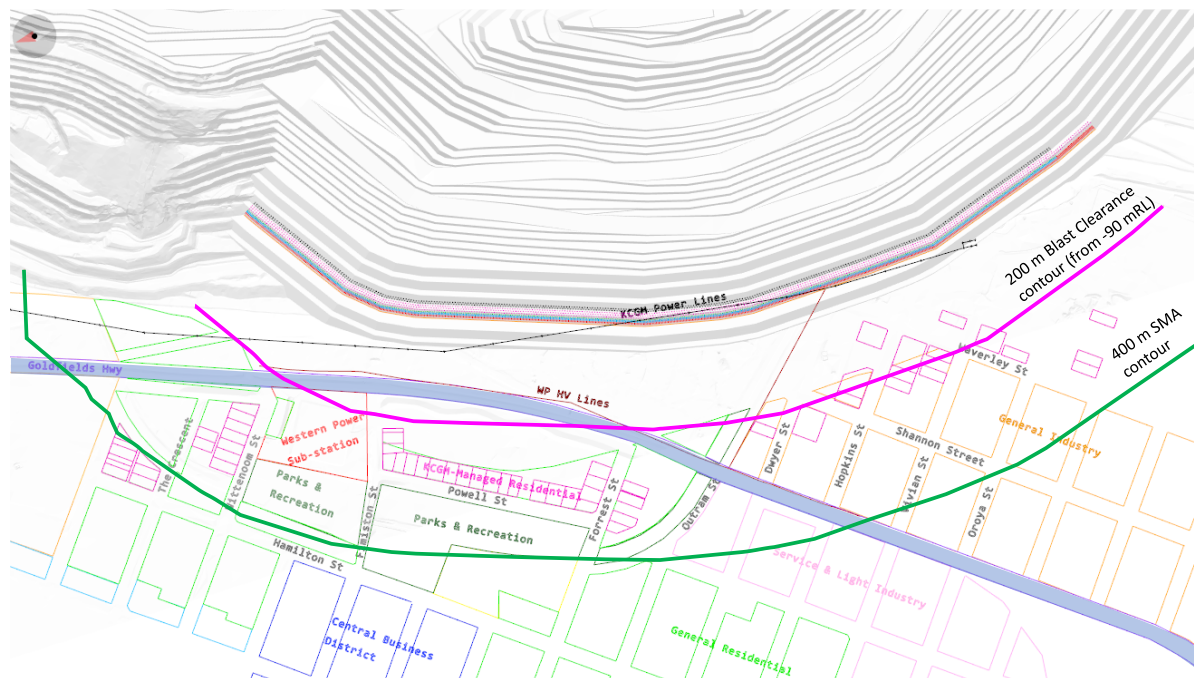 KCGM Power Lines
200 m Blast Clearance
contour (from -90 mRL)
400 m SMA
contour
Goldfields Hwy
WP HV Lines
Waverley St
General Industry
Shannon Street
Dwyer St
Hopkins St
Vivian St
Oroya St
Western Power
Sub-station
The Crescent
Wittenoom St
Parks &
Recreation
KCGM-Managed Residential
Powell St
Parks & Recreation
Forrest St
Outram St
Hamilton St
Service & Light Industry
Central Business
District
General Residential